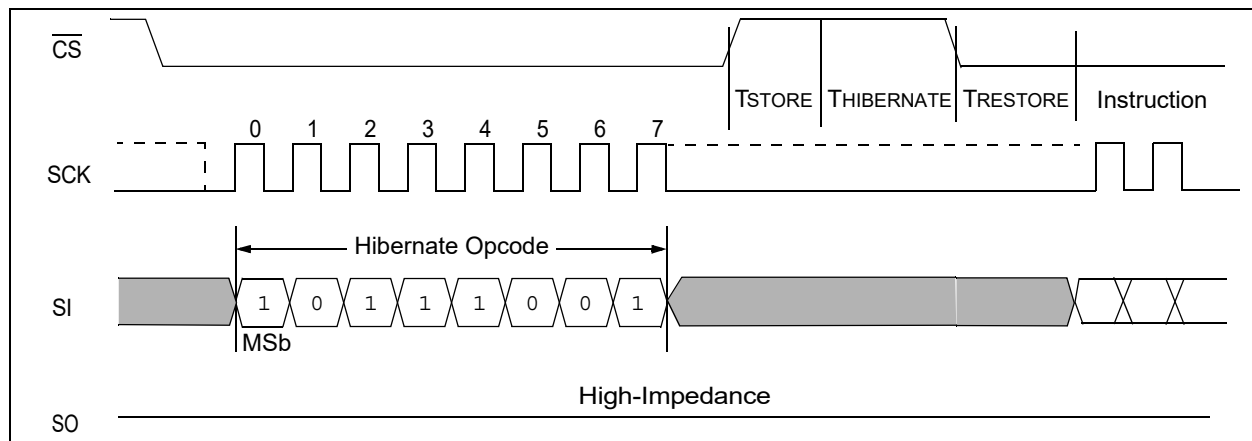 CS
TSTORE THIBERNATE TRESTORE Instruction
0 1 2 3 4 5 6 7
SCK
Hibernate Opcode
SI 1 0 1 1 1 0 0 1
MSb
High-Impedance
SO